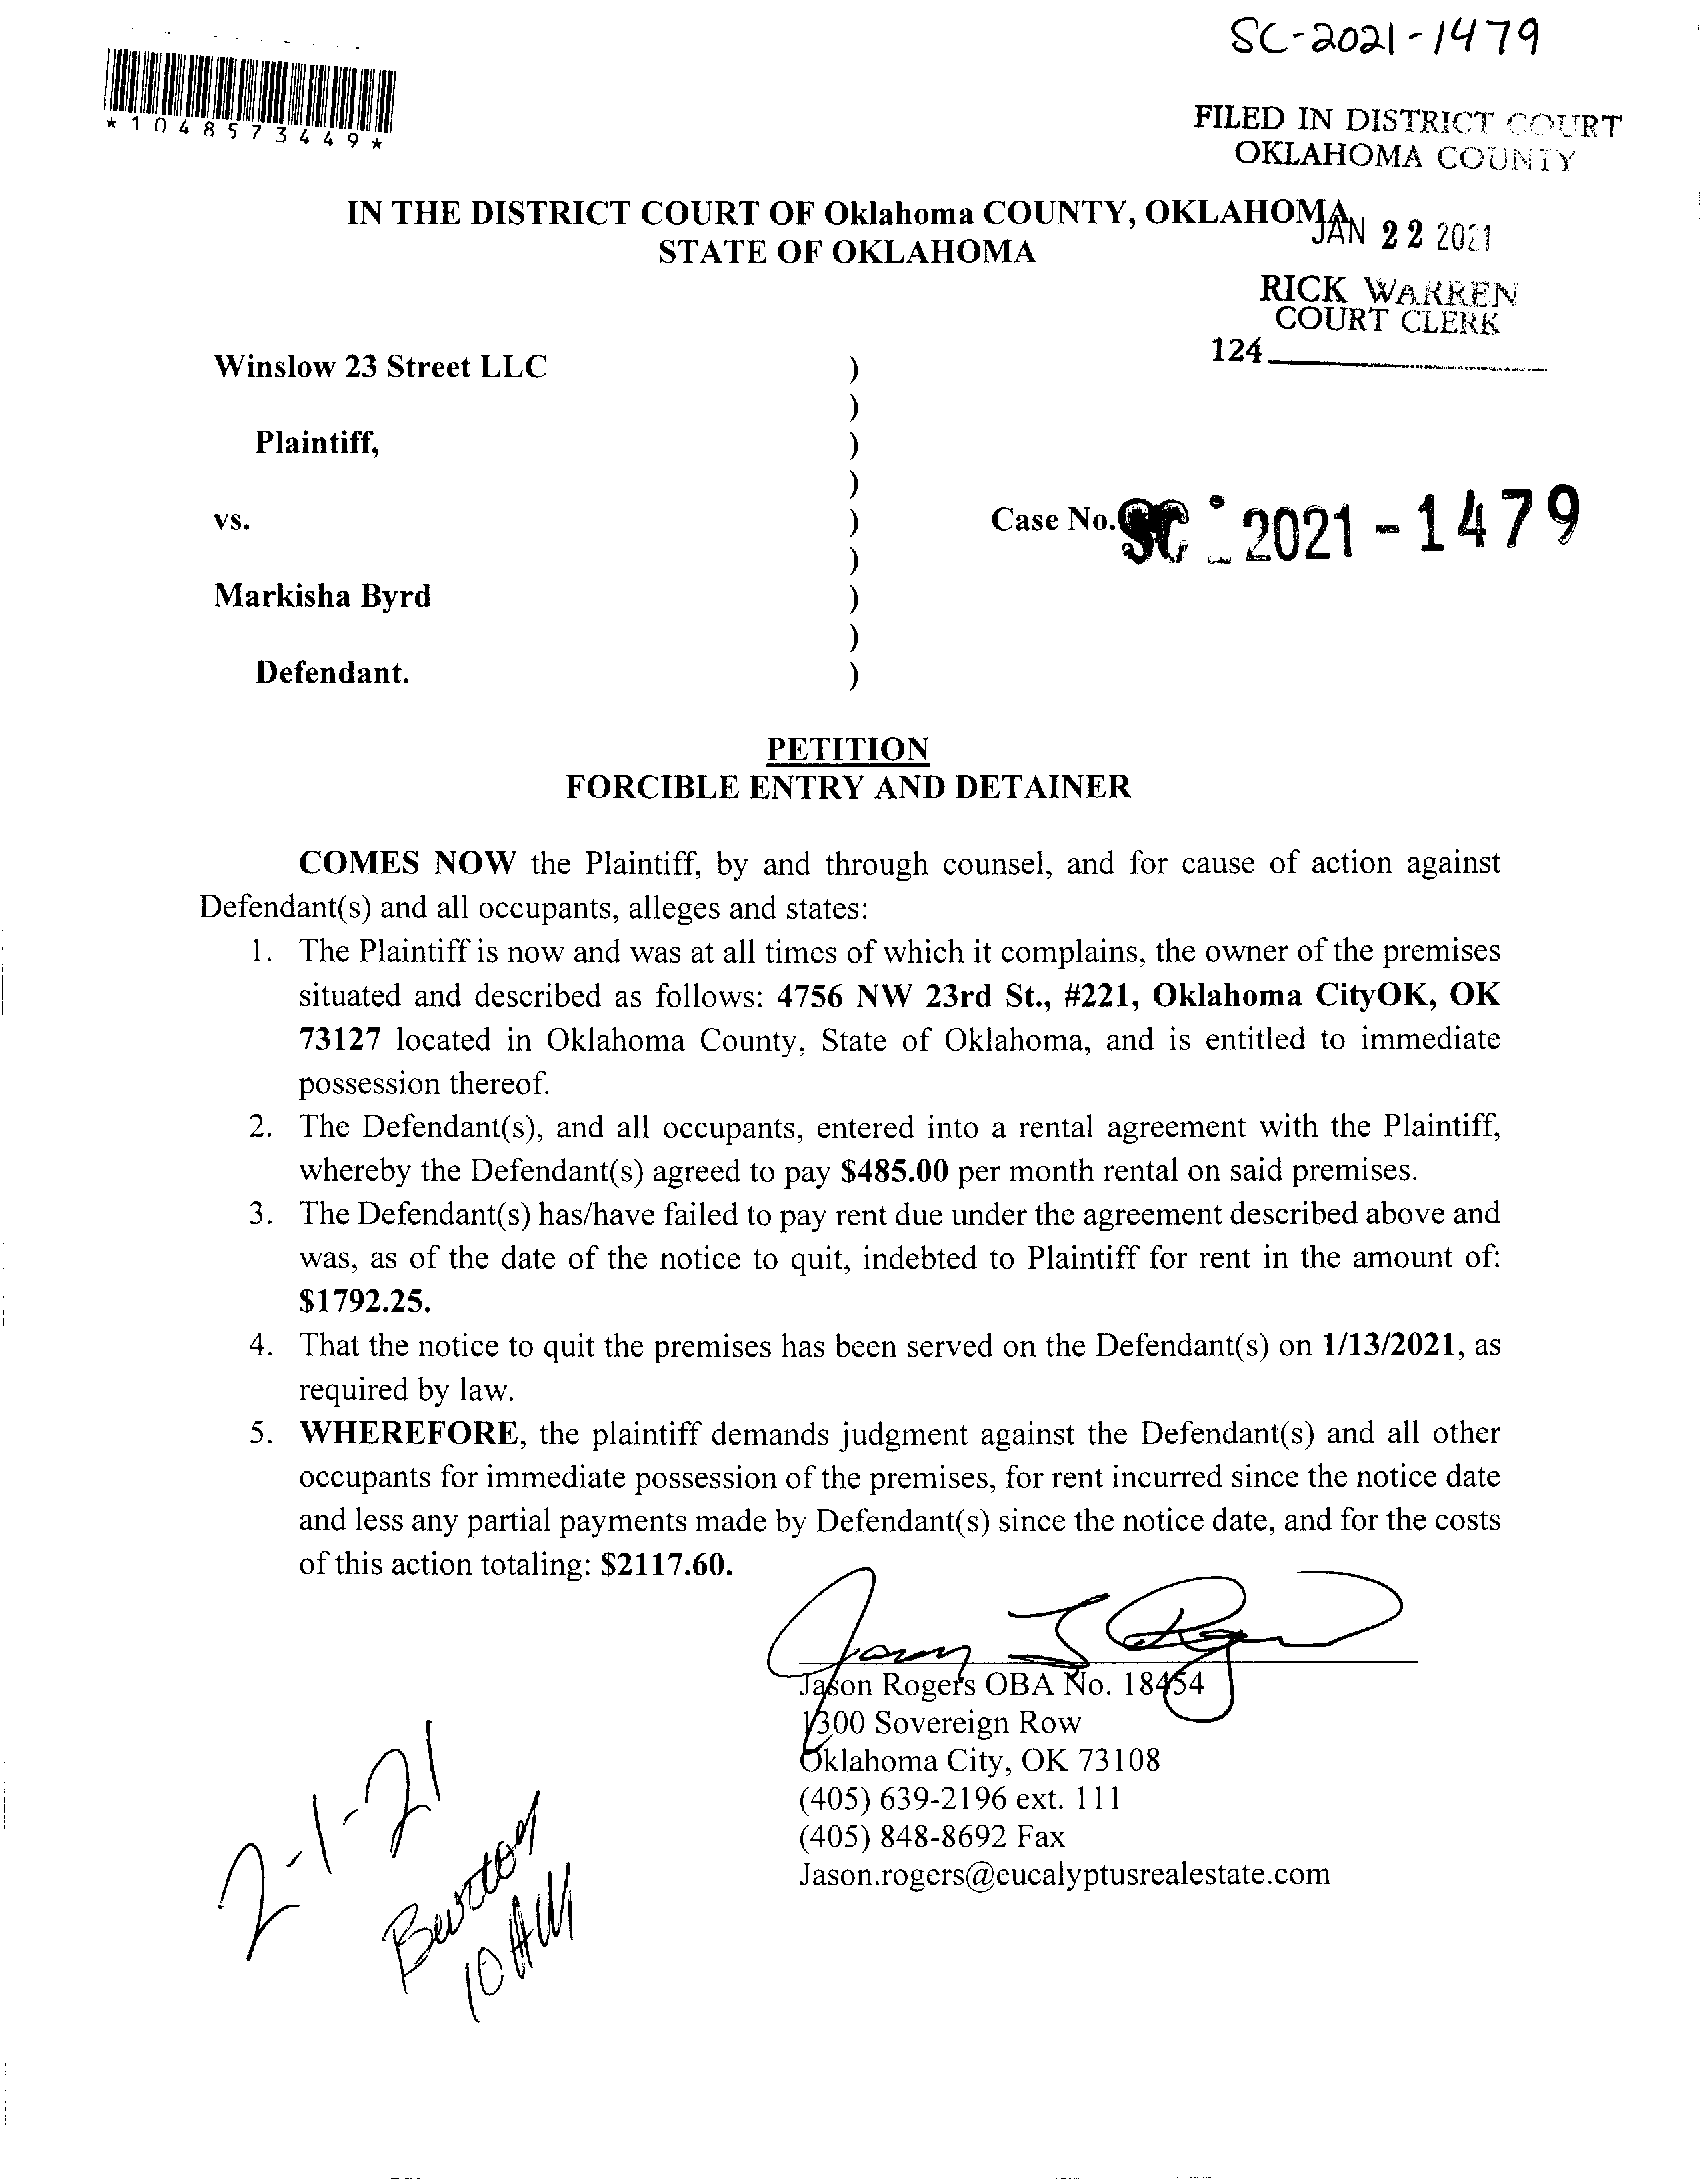 SC-2021-1479
*1048573449*
FILED IN DISTRICT COURT
OKLAHOMA COUNTY
IN THE DISTRICT COURT OF Oklahoma COUNTY, OKLAHOMA
JAN 22 2021
STATE OF OKLAHOMA
RICK WARREN
COURT CLERK
124
Winslow 23 Street LLC )
)
Plaintiff, )
)
vs. ) Case No. SC - 2021 - 1479
)
Markisha Byrd )
)
Defendant. )
PETITION
FORCIBLE ENTRY AND DETAINER
COMES NOW the Plaintiff, by and through counsel, and for cause of action against
Defendant(s) and all occupants, alleges and states:
1. The Plaintiff is now and was at all times of which it complains, the owner of the premises
situated and described as follows: 4756 NW 23rd St., #221, Oklahoma CityOK, OK
73127 located in Oklahoma County, State of Oklahoma, and is entitled to immediate
possession thereof.
2. The Defendant(s), and all occupants, entered into a rental agreement with the Plaintiff,
whereby the Defendant(s) agreed to pay $485.00 per month rental on said premises.
3. The Defendant(s) has/have failed to pay rent due under the agreement described above and
was, as of the date of the notice to quit, indebted to Plaintiff for rent in the amount of:
$1792.25.
4. That the notice to quit the premises has been served on the Defendant(s) on 1/13/2021, as
required by law.
5. WHEREFORE, the plaintiff demands judgment against the Defendant(s) and all other
occupants for immediate possession of the premises, for rent incurred since the notice date
and less any partial payments made by Defendant(s) since the notice date, and for the costs
of this action totaling: $2117.60.
Jason Rogers OBA No. 18454
1300 Sovereign Row
Oklahoma City, OK 73108
(405) 639-2196 ext. 111
(405) 848-8692 Fax
Jason.rogers@eucalyptusrealestate.com
2-1-21
Burton
10 AM